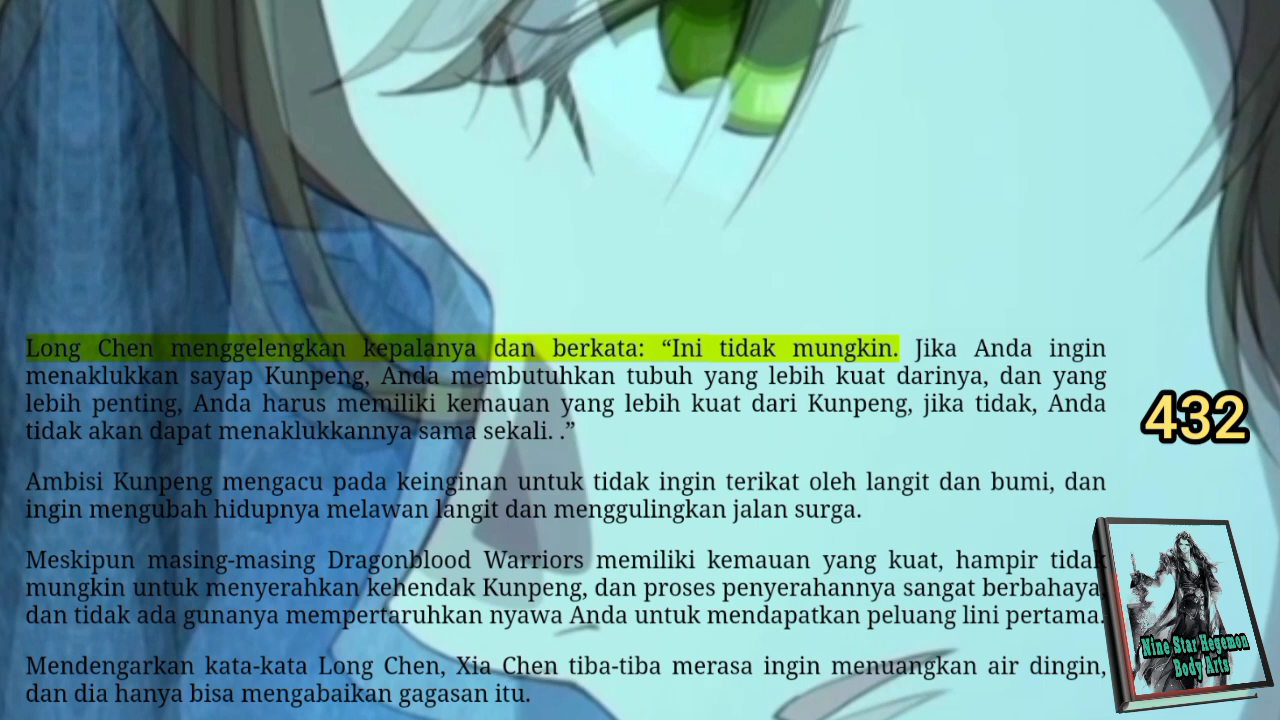 Long Chen menggelengkan kepalanya dan berkata: “Ini tidak mungkin. Jika Anda ingin
menaklukkan sayap Kunpeng, Anda membutuhkan tubuh yang lebih kuat darinya, dan yang
lebih penting, Anda harus memiliki kemauan yang lebih kuat dari Kunpeng, jika tidak, Anda
tidak akan dapat menaklukkannya sama sekali. .”
Ambisi Kunpeng mengacu pada keinginan untuk tidak ingin terikat oleh langit dan bumi, dan
ingin mengubah hidupnya melawan langit dan menggulingkan jalan surga.
Meskipun masing-masing Dragonblood Warriors memiliki kemauan yang kuat, hampir tidak
mungkin untuk menyerahkan kehendak Kunpeng, dan proses penyerahannya sangat berbahaya,
dan tidak ada gunanya mempertaruhkan nyawa Anda untuk mendapatkan peluang lini pertama.
Mendengarkan kata-kata Long Chen, Xia Chen tiba-tiba merasa ingin menuangkan air dingin,
dan dia hanya bisa mengabaikan gagasan itu.
432
Nine Star Hegemon
Body Arts